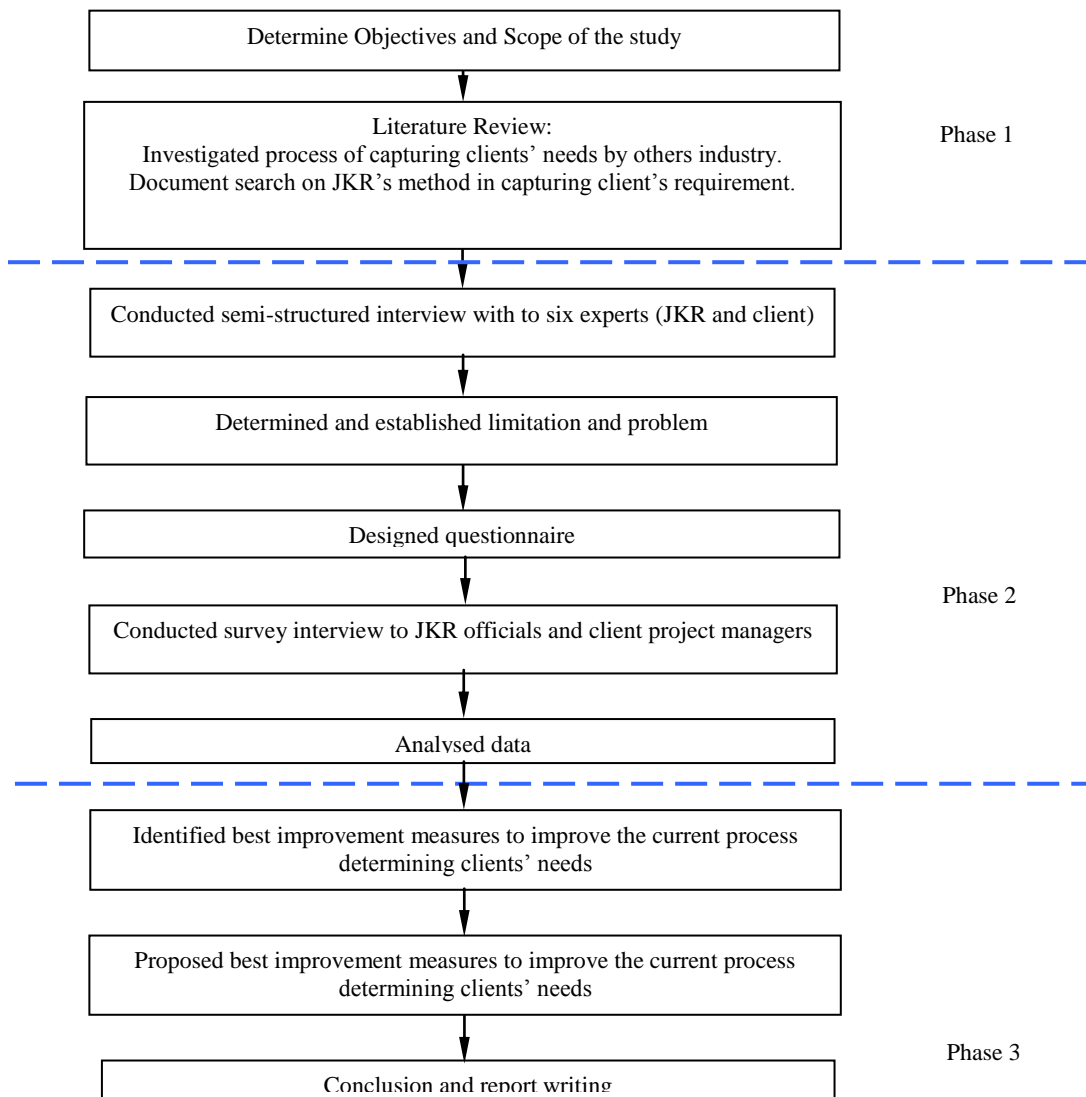 Determine Objectives and Scope of the study
Literature Review:
Investigated process of capturing clients’ needs by others industry.
Document search on JKR’s method in capturing client’s requirement.
Phase 1
Conducted semi-structured interview with to six experts (JKR and client)
Determined and established limitation and problem
Designed questionnaire
Phase 2
Conducted survey interview to JKR officials and client project managers
Analysed data
Identified best improvement measures to improve the current process
determining clients’ needs
Proposed best improvement measures to improve the current process
determining clients’ needs
Phase 3
Conclusion and report writing